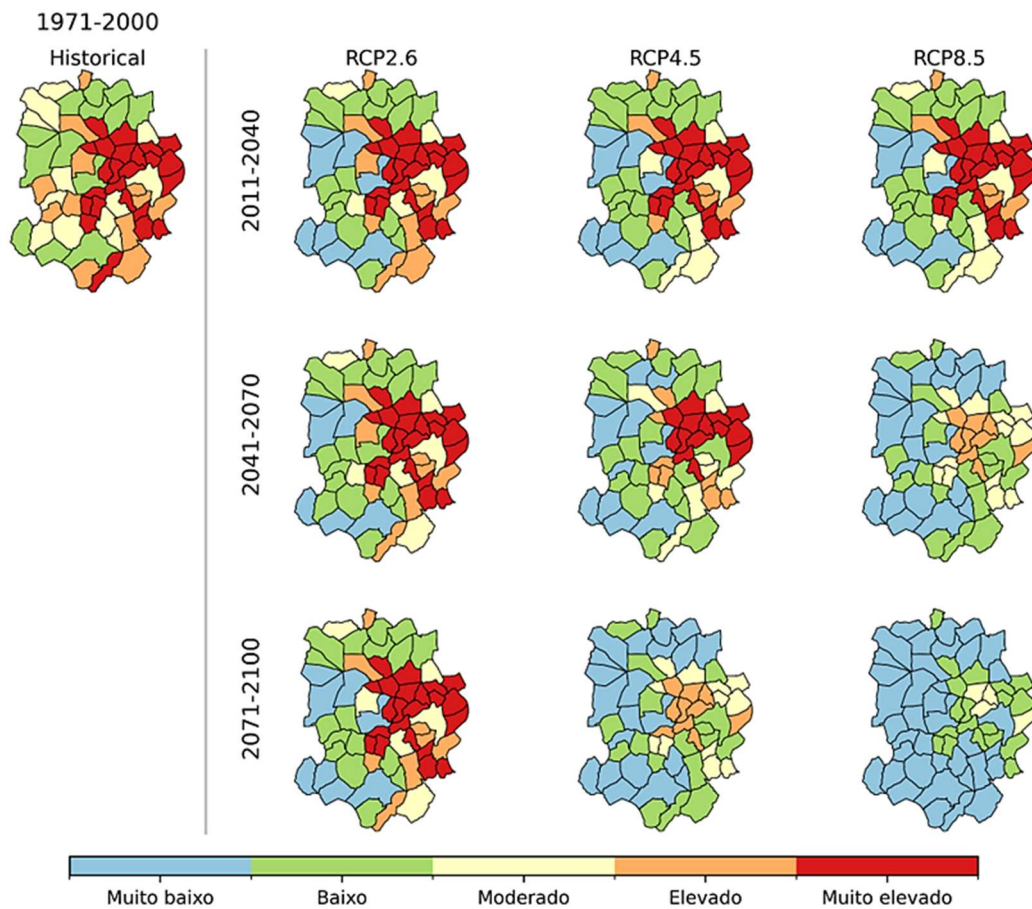 1971-2000
Historical
RCP2.6
RCP4.5
RCP8.5
2011-2040
2041-2070
2071-2100
Muito baixo
Baixo
Moderado
Elevado
Muito elevado